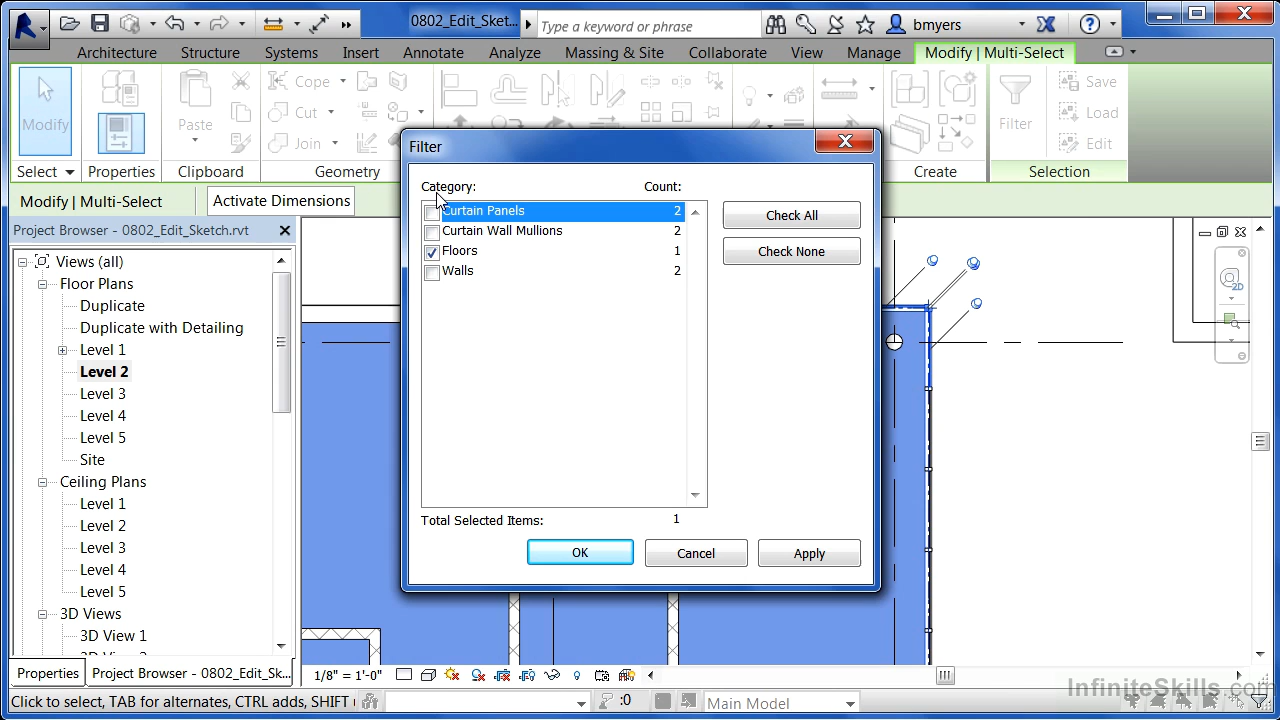 0802_Edit_Sket...
Type a keyword or phrase
bmyers
Architecture Structure Systems Insert Annotate Analyze Massing & Site Collaborate View Manage Modify | Multi-Select
Modify
Paste
Cope
Cut
Join
Filter
Save
Load
Edit
Select Properties Clipboard Geometry Create Selection
Modify | Multi-Select Activate Dimensions
Project Browser - 0802_Edit_Sketch.rvt
Views (all)
Floor Plans
Duplicate
Duplicate with Detailing
Level 1
Level 2
Level 3
Level 4
Level 5
Site
Ceiling Plans
Level 1
Level 2
Level 3
Level 4
Level 5
3D Views
3D View 1
Properties Project Browser - 0802_Edit_Sk...
Filter
Category: Count:
Curtain Panels 2
Curtain Wall Mullions 2
Floors 1
Walls 2
Check All
Check None
Total Selected Items: 1
OK Cancel Apply
2D
1/8" = 1'-0"
Click to select, TAB for alternates, CTRL adds, SHIFT
:0
Main Model
InfiniteSkills.com